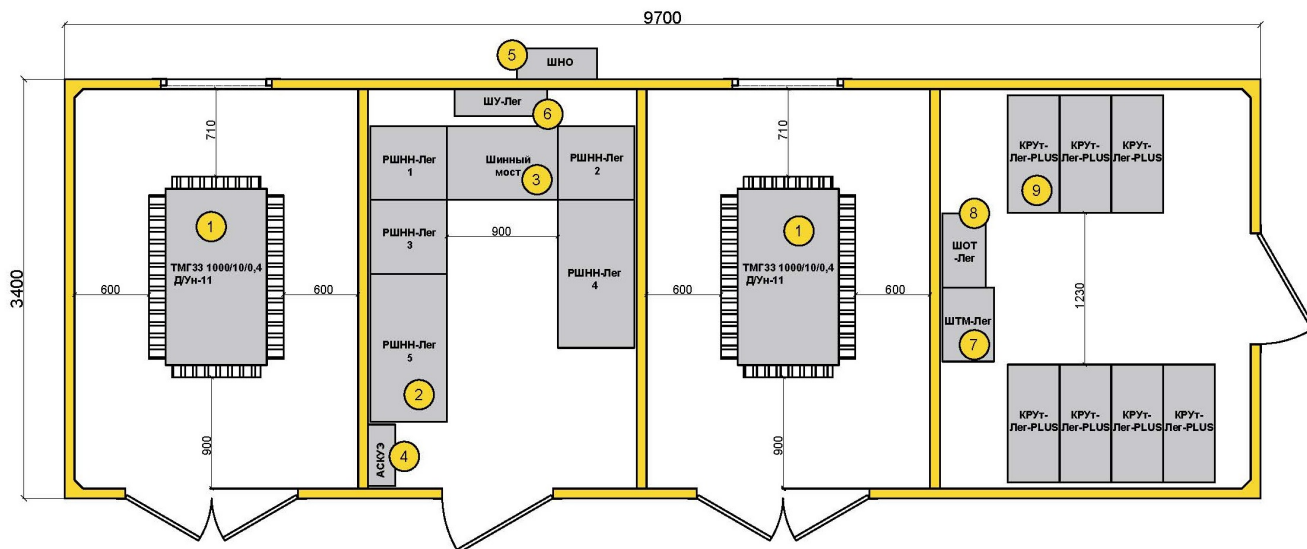 9700
3400
5
ШНО
ШУ-Лег
6
710
РШНН-Лег
1
Шинный
мост
3
РШНН-Лег
2
710
КРУт-
Лег-PLUS
КРУт-
Лег-PLUS
КРУт-
Лег-PLUS
9
1
ТМГ33 1000/10/0,4
Д/Ун-11
600
600
РШНН-Лег
3
900
РШНН-Лег
4
РШНН-Лег
5
2
АСКУЭ
4
900
1
ТМГ33 1000/10/0,4
Д/Ун-11
600
600
900
8
ШОТ
-Лег
ШТМ-Лег
7
1230
КРУт-
Лег-PLUS
КРУт-
Лег-PLUS
КРУт-
Лег-PLUS
КРУт-
Лег-PLUS